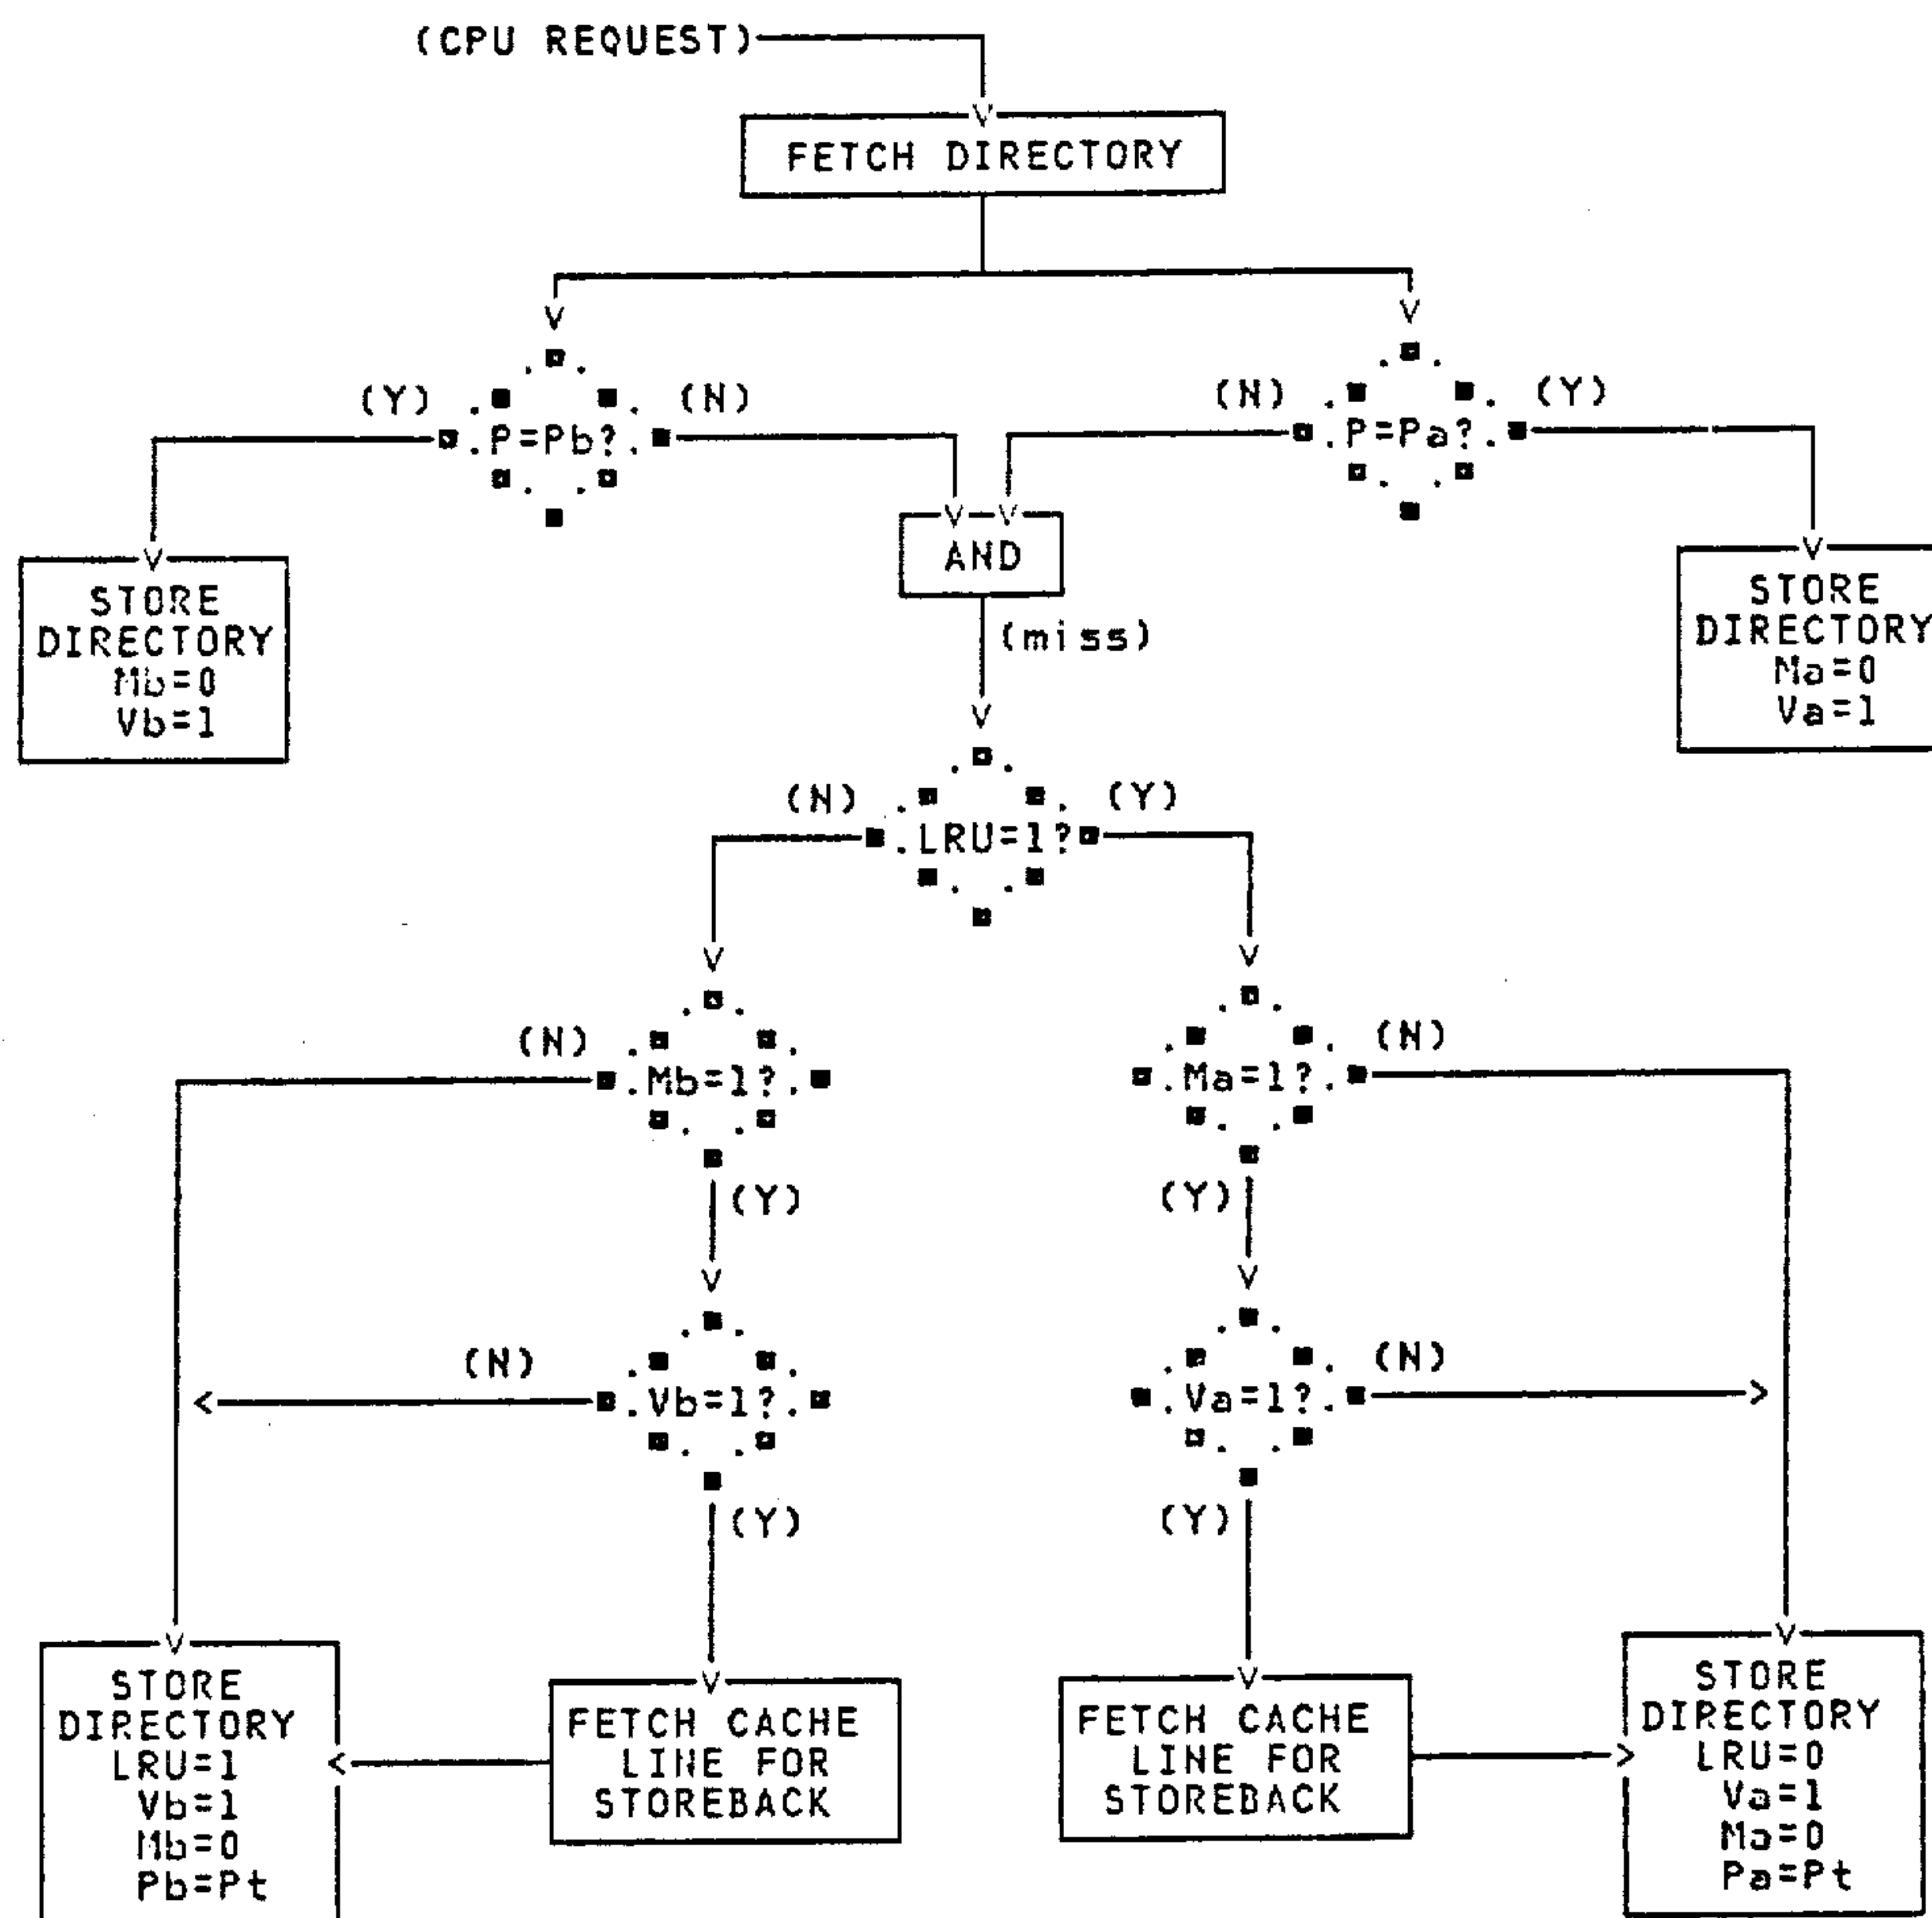 (CPU REQUEST)
FETCH DIRECTORY
(Y)
(N)
(N)
(Y)
P=Pb?
P=Pa?
AND
STORE
DIRECTORY
Mb=0
Vb=1
STORE
DIRECTORY
Ma=0
Va=1
(miss)
(N)
(Y)
LRU=1?
(N)
(N)
Mb=1?
Ma=1?
(Y)
(Y)
(N)
(N)
Vb=1?
Va=1?
(Y)
(Y)
STORE
DIRECTORY
LRU=1
Vb=1
Mb=0
Pb=Pt
FETCH CACHE
LINE FOR
STOREBACK
FETCH CACHE
LINE FOR
STOREBACK
STORE
DIRECTORY
LRU=0
Va=1
Ma=0
Pa=Pt